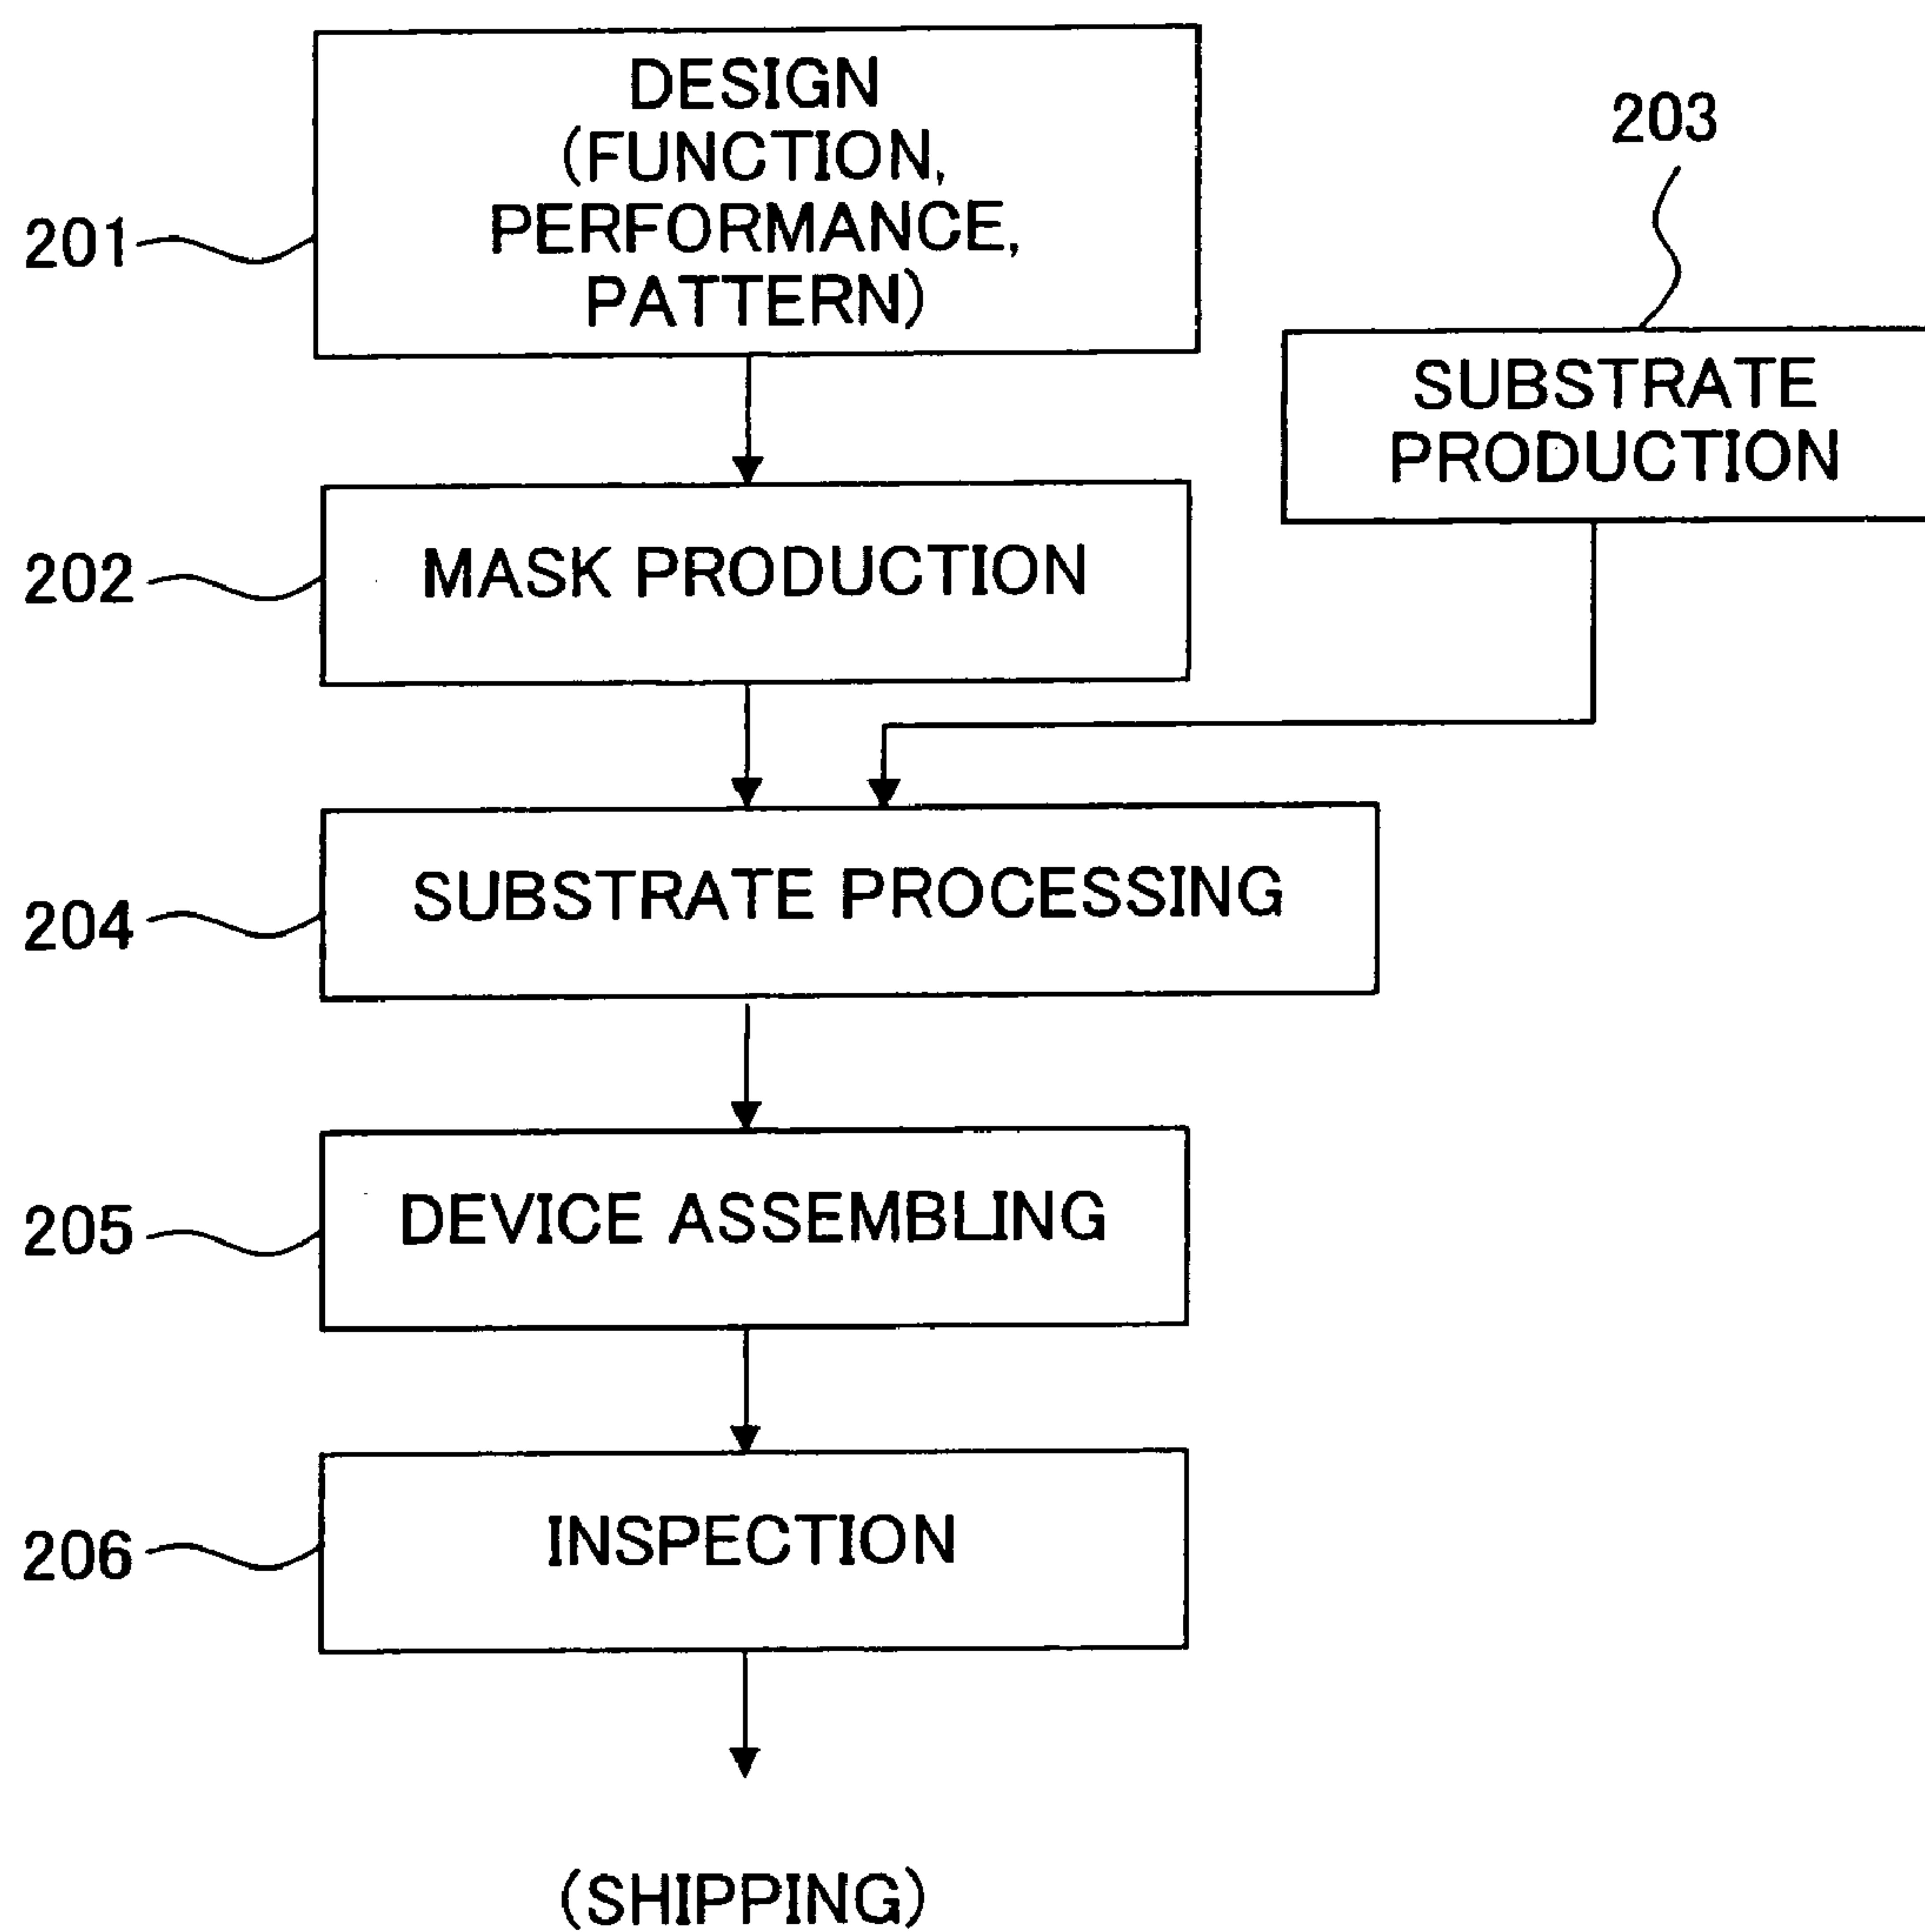 DESIGN
(FUNCTION,
PERFORMANCE,
PATTERN)
201
203
SUBSTRATE
PRODUCTION
202
MASK PRODUCTION
204
SUBSTRATE PROCESSING
205
DEVICE ASSEMBLING
206
INSPECTION
(SHIPPING)